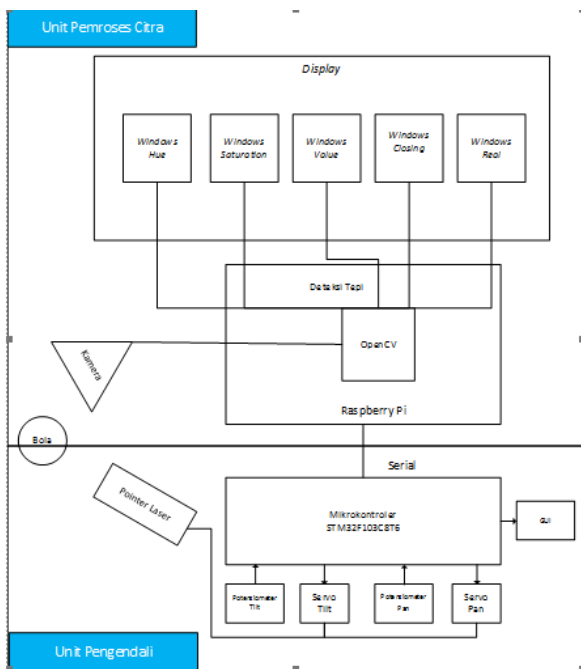 Unit Pemroses Citra
Display
Windows
Hue
Windows
Saturation
Windows
Value
Windows
Closing
Windows
Real
Deteksi Tepi
OpenCV
Kamera
Raspberry Pi
Bola
Serial
Pointer Laser
Mikrokontroler
STM32F103C8T6
GUI
Potensiometer
Tilt
Servo
Tilt
Potensiometer
Pan
Servo
Pan
Unit Pengendali